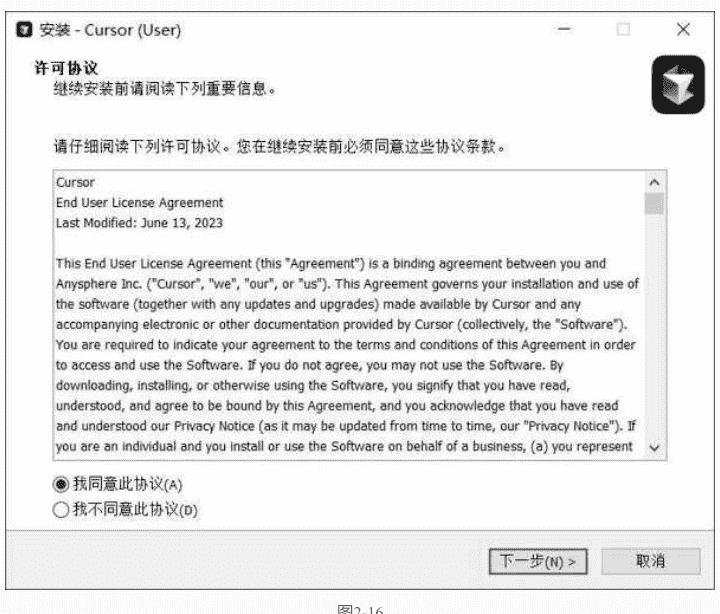 安装 - Cursor (User)
许可协议
继续安装前请阅读下列重要信息。
请仔细阅读下列许可协议。您在继续安装前必须同意这些协议条款。
Cursor
End User License Agreement
Last Modified: June 13, 2023
This End User License Agreement (this "Agreement") is a binding agreement between you and
Anysphere Inc. ("Cursor", "we", "our", or "us"). This Agreement governs your installation and use of
the software (together with any updates and upgrades) made available by Cursor and any
accompanying electronic or other documentation provided by Cursor (collectively, the "Software").
You are required to indicate your agreement to the terms and conditions of this Agreement in order
to access and use the Software. If you do not agree, you may not use the Software. By
downloading, installing, or otherwise using the Software, you signify that you have read,
understood, and agree to be bound by this Agreement, and you acknowledge that you have read
and understood our Privacy Notice (as it may be updated from time to time, our "Privacy Notice"). If
you are an individual and you install or use the Software on behalf of a business, (a) you represent
我同意此协议(A)
我不同意此协议(D)
下一步(N) >
取消
图2-16